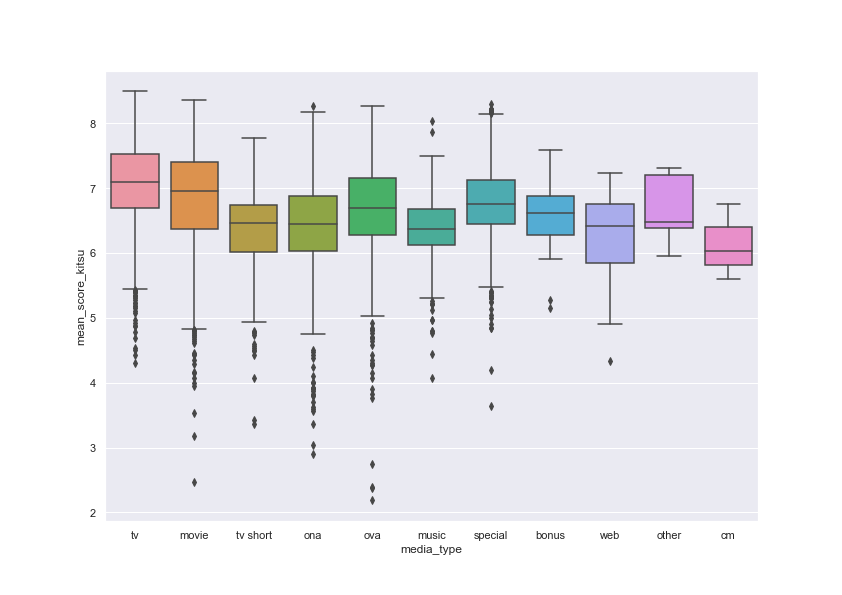 mean_score_kitsu
8
7
6
5
4
3
2
tv movie tv short ona ova music special bonus web other cm
media_type